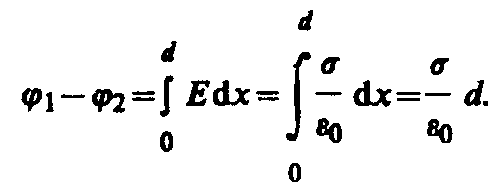 φ₁ − φ₂ = ∫₀ᵈ E dx = ∫₀ᵈ σ/ε₀ dx = σ/ε₀ d.